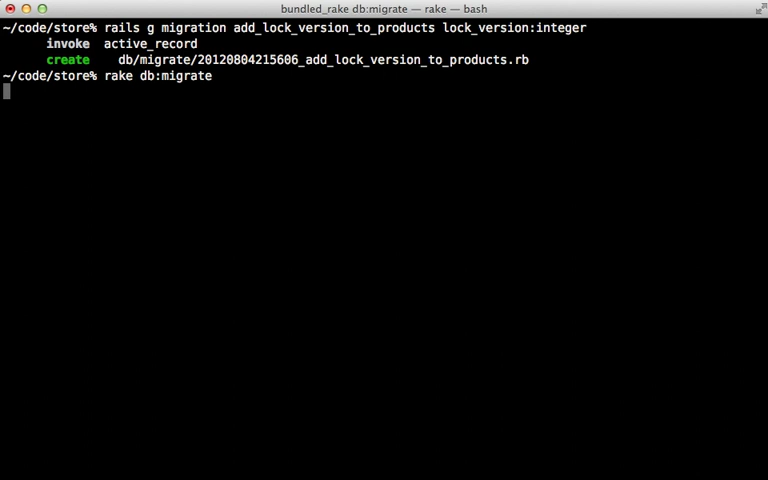 bundled_rake db:migrate — rake — bash
~/code/store% rails g migration add_lock_version_to_products lock_version:integer
invoke  active_record
create    db/migrate/20120804215606_add_lock_version_to_products.rb
~/code/store% rake db:migrate